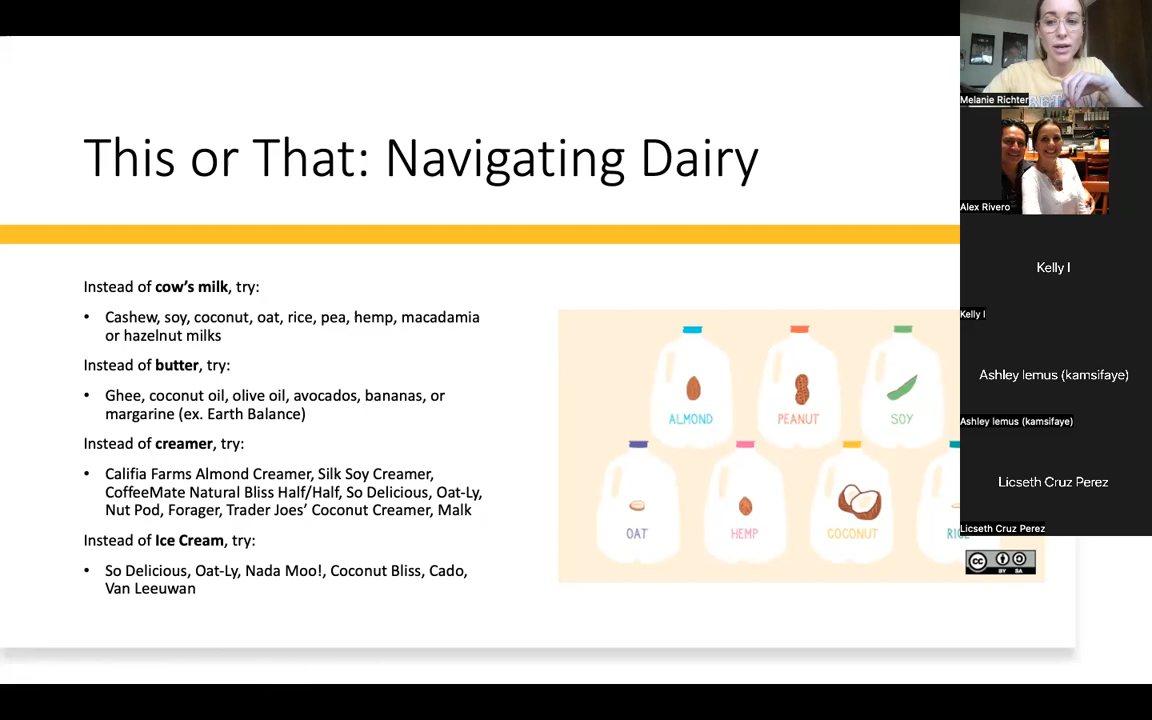 This or That: Navigating Dairy
Instead of cow's milk, try:
• Cashew, soy, coconut, oat, rice, pea, hemp, macadamia
or hazelnut milks
Instead of butter, try:
• Ghee, coconut oil, olive oil, avocados, bananas, or
margarine (ex. Earth Balance)
Instead of creamer, try:
• Califia Farms Almond Creamer, Silk Soy Creamer,
CoffeeMate Natural Bliss Half/Half, So Delicious, Oat-Ly,
Nut Pod, Forager, Trader Joes' Coconut Creamer, Malk
Instead of Ice Cream, try:
• So Delicious, Oat-Ly, Nada Moo!, Coconut Bliss, Cado,
Van Leeuwan
ALMOND
PEANUT
SOY
OAT
HEMP
COCONUT
RICE
CC BY SA
Melanie Richter
Alex Rivero
Kelly I
Kelly I
Ashley lemus (kamsifaye)
Ashley lemus (kamsifaye)
Licseth Cruz Perez
Licseth Cruz Perez